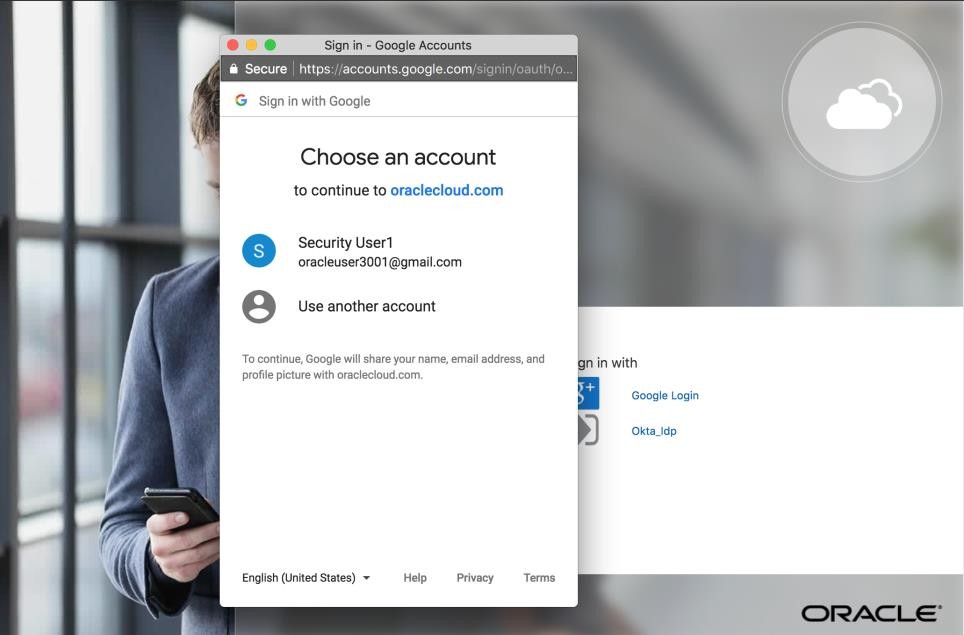 Sign in - Google Accounts
Secure https://accounts.google.com/signin/oauth/o...
Sign in with Google
Choose an account
to continue to oraclecloud.com
S
Security User1
oracleuser3001@gmail.com
Use another account
To continue, Google will share your name, email address, and
profile picture with oraclecloud.com.
English (United States)
Help
Privacy
Terms
gn in with
g+
Google Login
Okta_Idp
ORACLE®